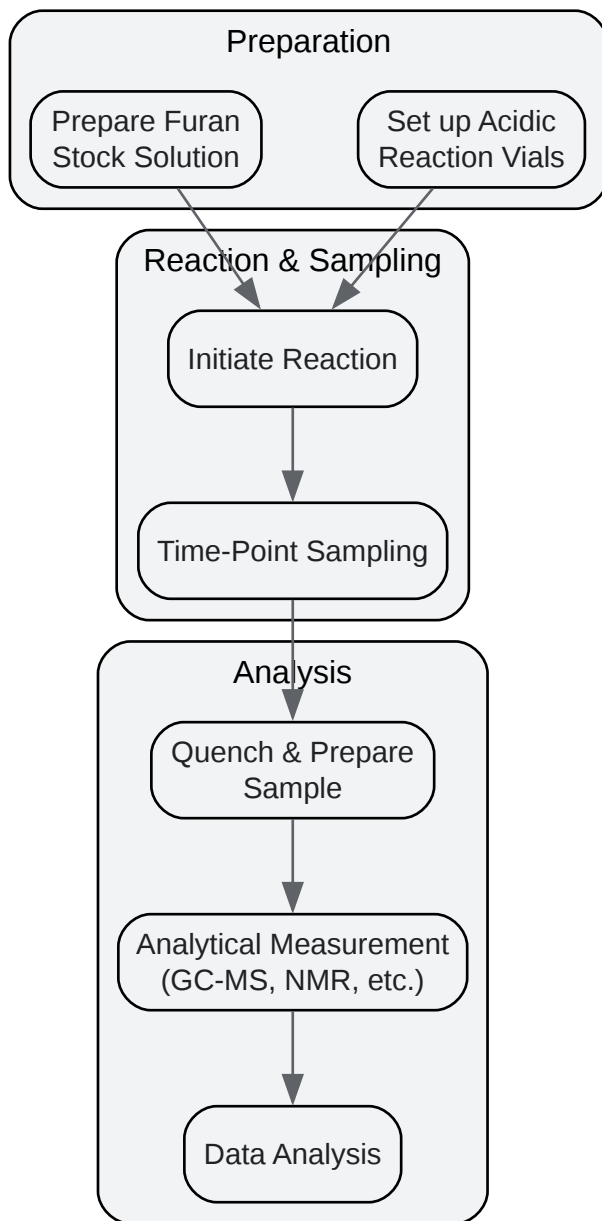 Preparation
Prepare Furan
Stock Solution
Set up Acidic
Reaction Vials
Reaction & Sampling
Initiate Reaction
Time-Point Sampling
Analysis
Quench & Prepare
Sample
Analytical Measurement
(GC-MS, NMR, etc.)
Data Analysis